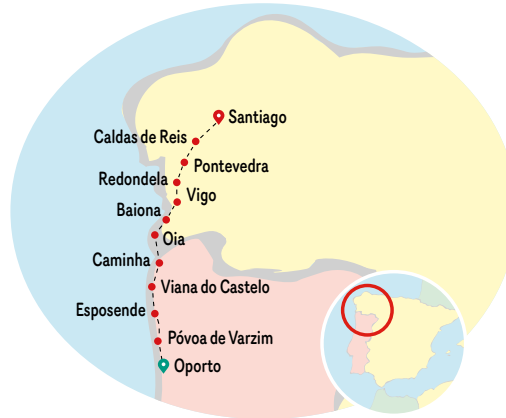 Santiago
Caldas de Reis
Pontevedra
Redondela
Vigo
Baiona
Oia
Caminha
Viana do Castelo
Esposende
Póvoa de Varzim
Oporto